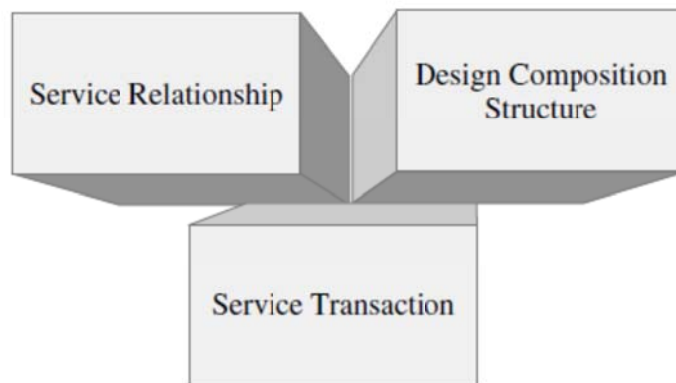 Service Relationship
Design Composition
Structure
Service Transaction